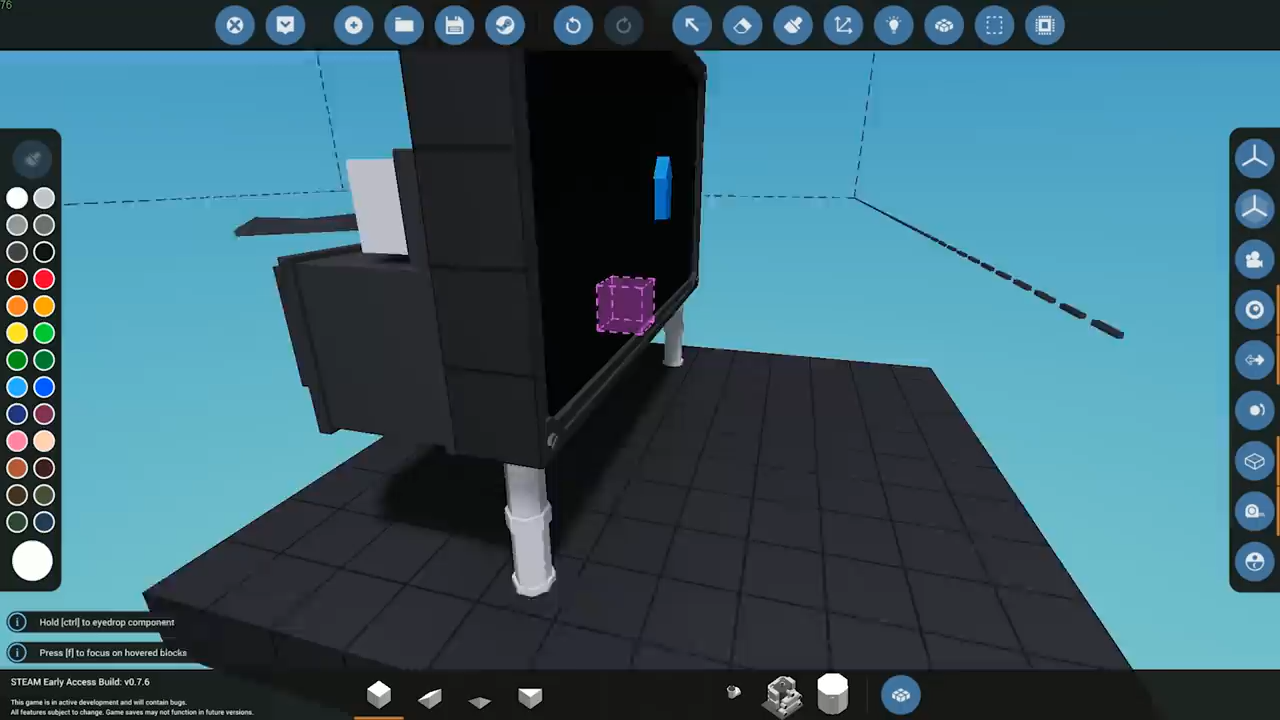 76
Hold [ctrl] to eyedrop component
Press [f] to focus on hovered blocks
STEAM Early Access Build: v0.7.6
This game is in active development and will contain bugs.
All features subject to change. Game saves may not function in future versions.